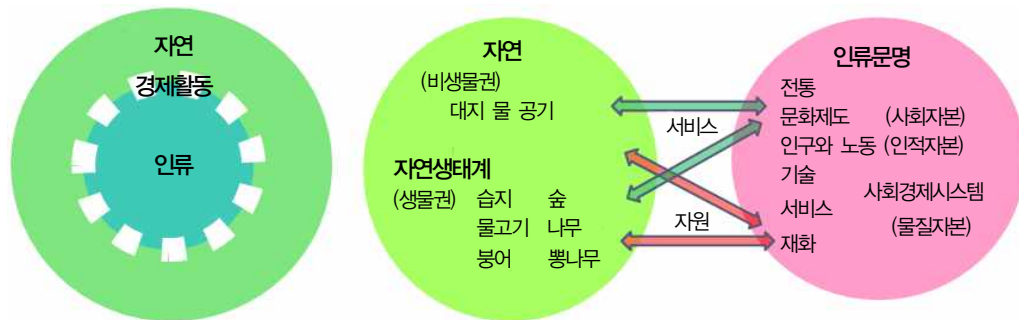 자연
경제활동
인류
자연
(비생물권)
대지 물 공기
자연생태계
(생물권) 습지 숲
물고기 나무
붕어 뽕나무
서비스
자원
인류문명
전통
문화제도 (사회자본)
인구와 노동 (인적자본)
기술
사회경제시스템
서비스
(물질자본)
재화